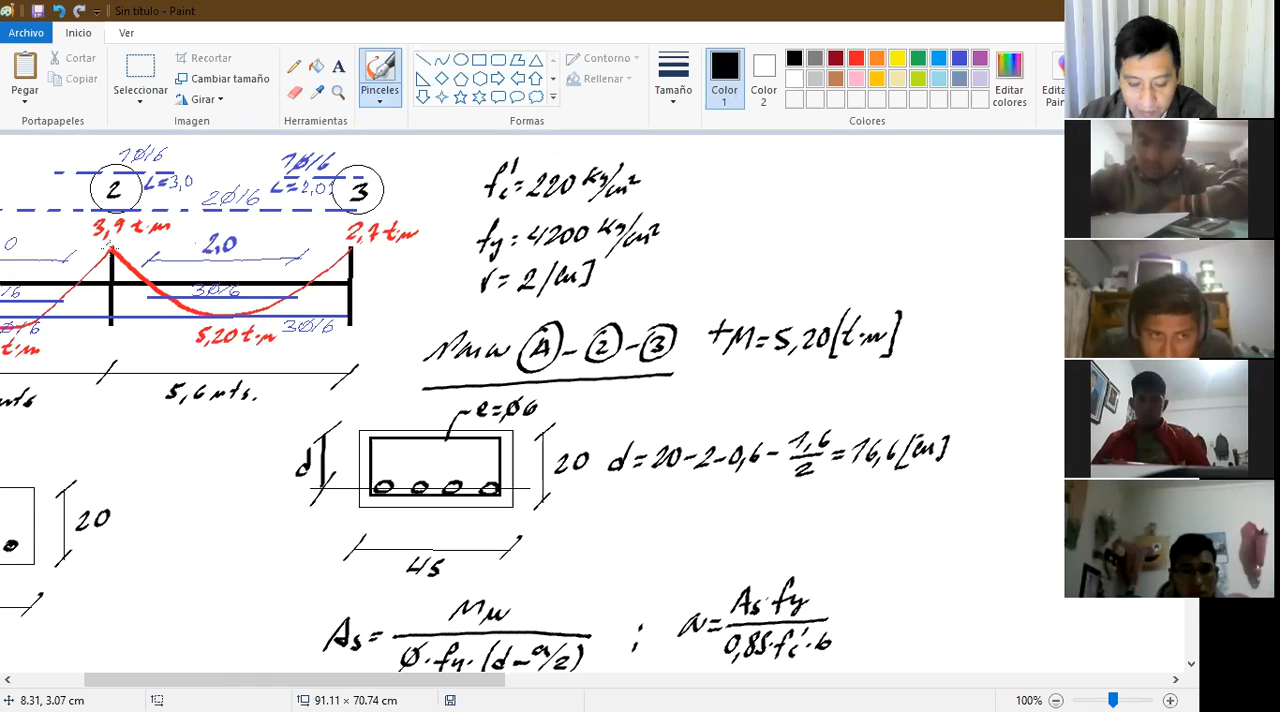 Sin título - Paint
Archivo Inicio Ver
Pegar
Cortar
Copiar
Portapapeles
Seleccionar
Recortar
Cambiar tamaño
Girar
Imagen
A
Herramientas
Pinceles
Contorno
Rellenar
Formas
Tamaño
Color 1
Color 2
Editar colores
Colores
1Ø16 1Ø16
2 L=3,0 2Ø16 3
3,9 t.m 2,7 t.m
0 2,0
3Ø16
5,20 t.m 3Ø16
t.m
5,6 mts.
f'c = 220 kg/cm²
fy = 4200 kg/cm²
r = 2 [cm]
A - 2 - 3 +M = 5,20 [t.m]
e = Ø6
d 20 d = 20 - 2 - 0,6 - 1,6/2 = 16,6 [cm]
45
20
As = Mu / Ø·fy·(d - a/2) ; a = As·fy / 0,85·f'c·b
8.31, 3.07 cm 91.11 × 70.74 cm 100%